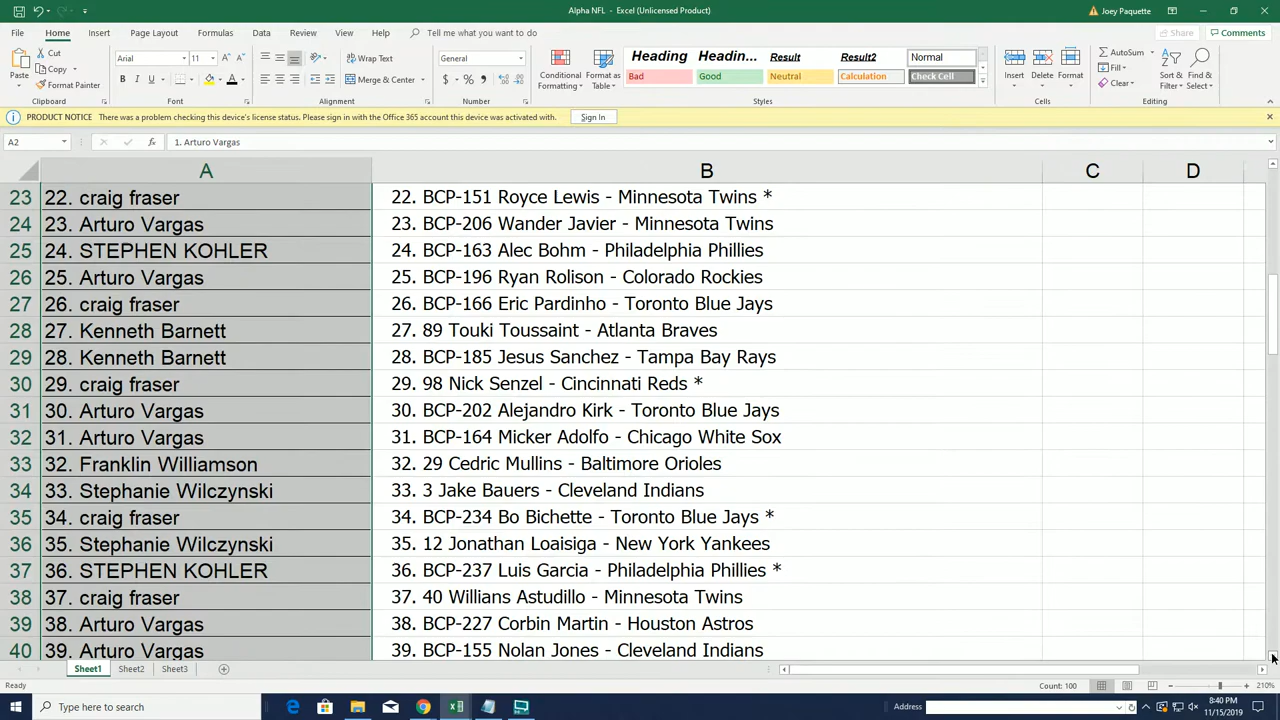 Alpha NFL - Excel (Unlicensed Product)
Joey Paquette
File Home Insert Page Layout Formulas Data Review View Help Tell me what you want to do
Share Comments
Paste
Cut
Copy
Format Painter
Clipboard
Arial 11
B I U A
Font
Wrap Text
Merge & Center
Alignment
General
$ % ,
Number
Conditional Formatting
Format as Table
Heading Headin... Result Result2 Normal
Bad Good Neutral Calculation Check Cell
Styles
Insert Delete Format
Cells
AutoSum
Fill
Clear
Sort & Filter
Find & Select
Editing
PRODUCT NOTICE There was a problem checking this device's license status. Please sign in with the Office 365 account this device was activated with. Sign In
A2 fx 1. Arturo Vargas
A B C D
23 22. craig fraser 22. BCP-151 Royce Lewis - Minnesota Twins *
24 23. Arturo Vargas 23. BCP-206 Wander Javier - Minnesota Twins
25 24. STEPHEN KOHLER 24. BCP-163 Alec Bohm - Philadelphia Phillies
26 25. Arturo Vargas 25. BCP-196 Ryan Rolison - Colorado Rockies
27 26. craig fraser 26. BCP-166 Eric Pardinho - Toronto Blue Jays
28 27. Kenneth Barnett 27. 89 Touki Toussaint - Atlanta Braves
29 28. Kenneth Barnett 28. BCP-185 Jesus Sanchez - Tampa Bay Rays
30 29. craig fraser 29. 98 Nick Senzel - Cincinnati Reds *
31 30. Arturo Vargas 30. BCP-202 Alejandro Kirk - Toronto Blue Jays
32 31. Arturo Vargas 31. BCP-164 Micker Adolfo - Chicago White Sox
33 32. Franklin Williamson 32. 29 Cedric Mullins - Baltimore Orioles
34 33. Stephanie Wilczynski 33. 3 Jake Bauers - Cleveland Indians
35 34. craig fraser 34. BCP-234 Bo Bichette - Toronto Blue Jays *
36 35. Stephanie Wilczynski 35. 12 Jonathan Loaisiga - New York Yankees
37 36. STEPHEN KOHLER 36. BCP-237 Luis Garcia - Philadelphia Phillies *
38 37. craig fraser 37. 40 Willians Astudillo - Minnesota Twins
39 38. Arturo Vargas 38. BCP-227 Corbin Martin - Houston Astros
40 39. Arturo Vargas 39. BCP-155 Nolan Jones - Cleveland Indians
Sheet1 Sheet2 Sheet3
Ready Count: 100 210%
Type here to search
Address
8:40 PM
11/15/2019